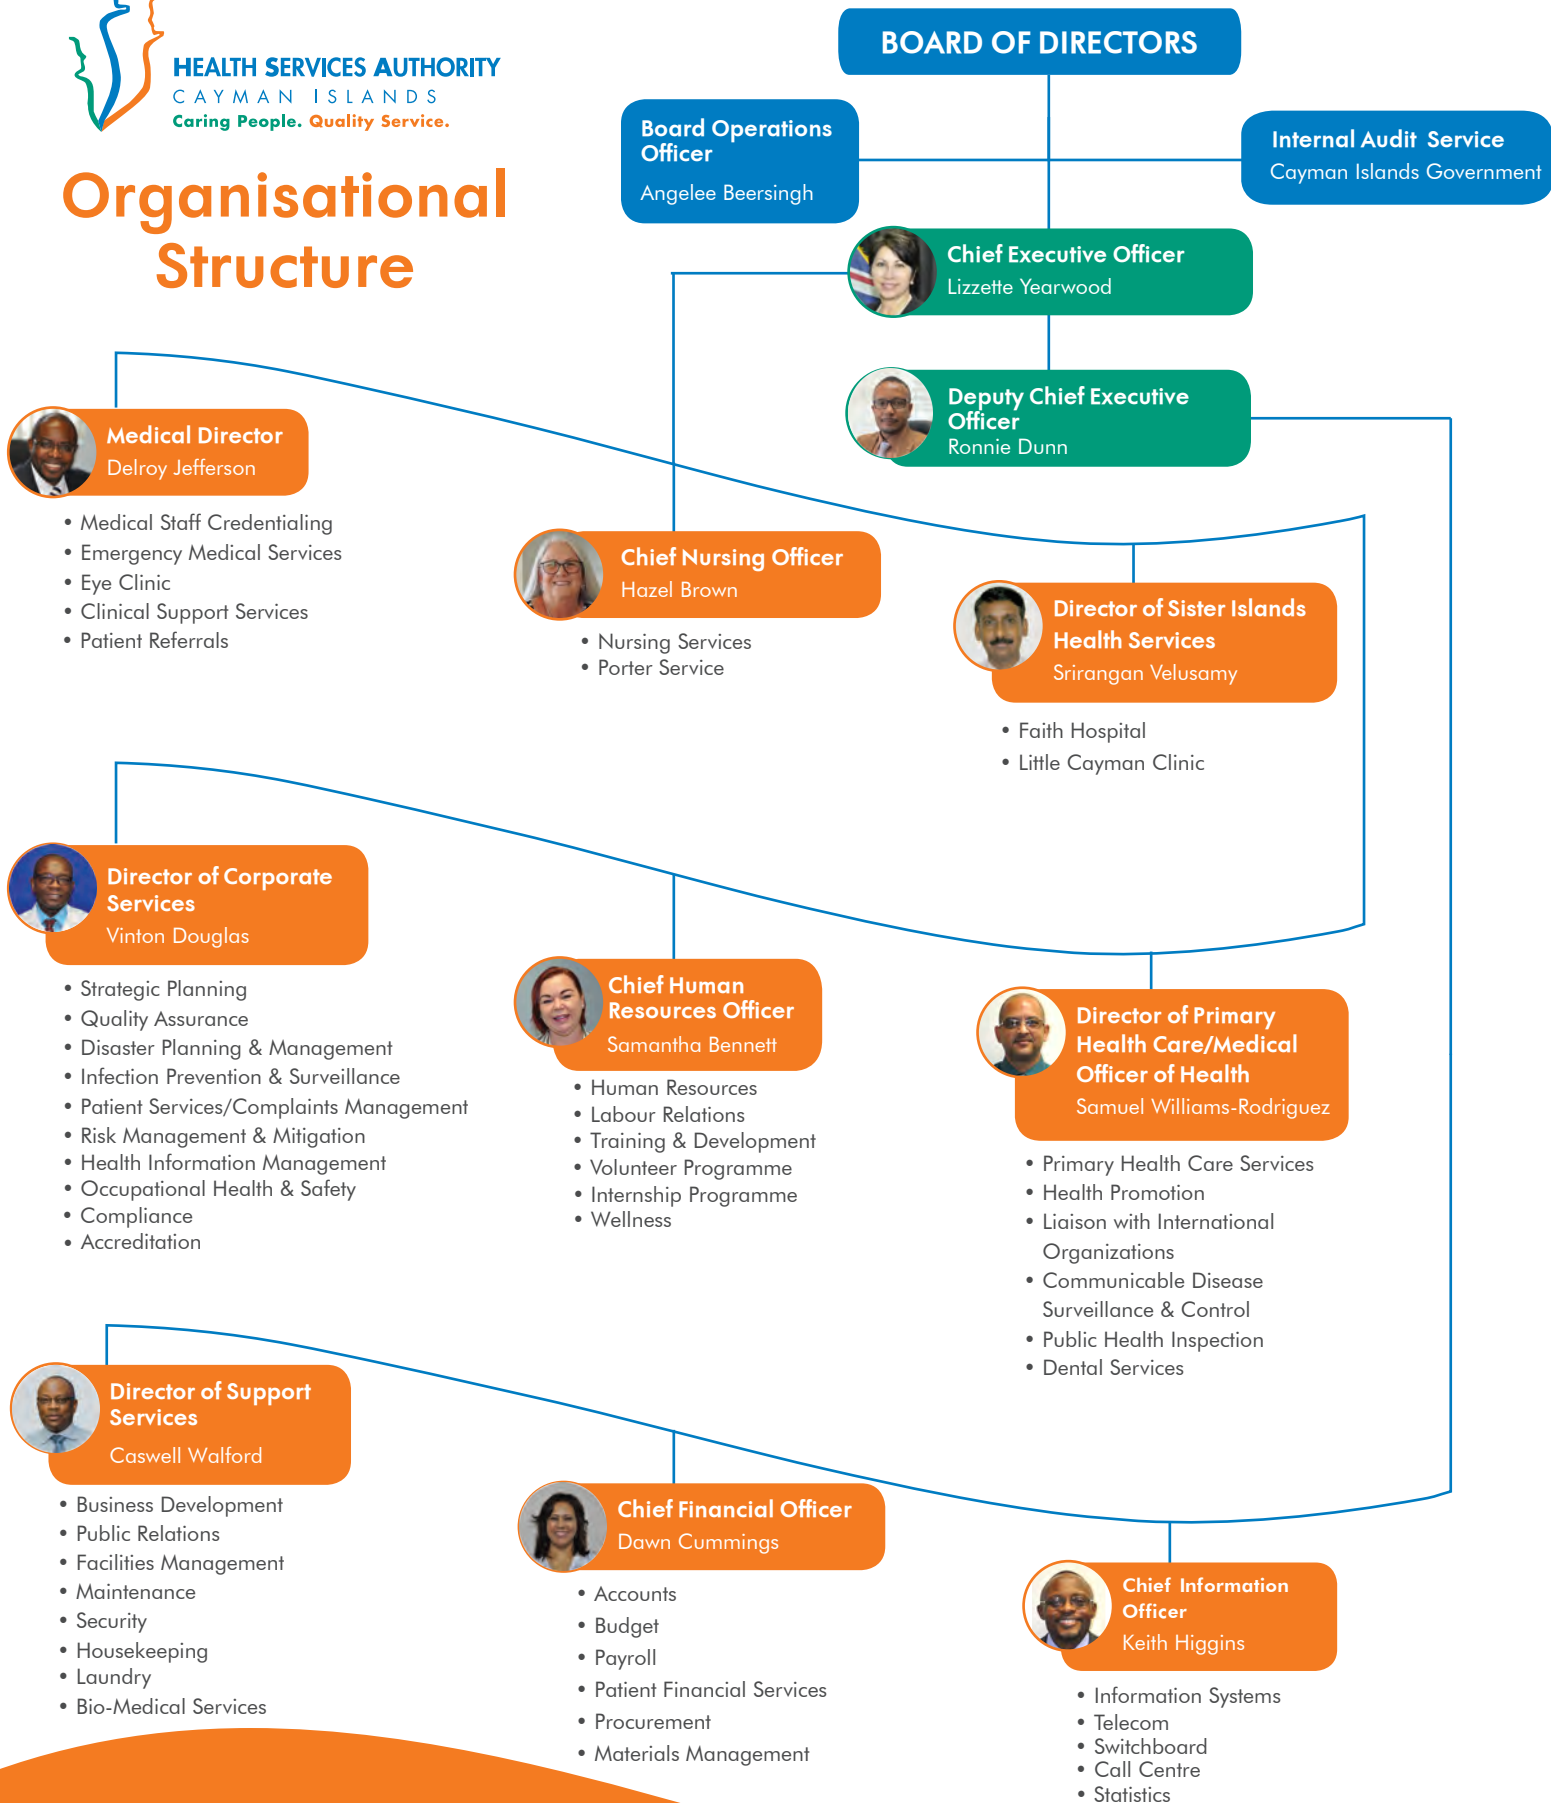 HEALTH SERVICES AUTHORITY
CAYMAN ISLANDS
Caring People. Quality Service.
Organisational
Structure
BOARD OF DIRECTORS
Board Operations
Officer
Angelee Beersingh
Internal Audit Service
Cayman Islands Government
Chief Executive Officer
Lizzette Yearwood
Deputy Chief Executive
Officer
Ronnie Dunn
Medical Director
Delroy Jefferson
• Medical Staff Credentialing
• Emergency Medical Services
• Eye Clinic
• Clinical Support Services
• Patient Referrals
Chief Nursing Officer
Hazel Brown
• Nursing Services
• Porter Service
Director of Sister Islands
Health Services
Srirangan Velusamy
• Faith Hospital
• Little Cayman Clinic
Director of Corporate
Services
Vinton Douglas
• Strategic Planning
• Quality Assurance
• Disaster Planning & Management
• Infection Prevention & Surveillance
• Patient Services/Complaints Management
• Risk Management & Mitigation
• Health Information Management
• Occupational Health & Safety
• Compliance
• Accreditation
Chief Human
Resources Officer
Samantha Bennett
• Human Resources
• Labour Relations
• Training & Development
• Volunteer Programme
• Internship Programme
• Wellness
Director of Primary
Health Care/Medical
Officer of Health
Samuel Williams-Rodriguez
• Primary Health Care Services
• Health Promotion
• Liaison with International
Organizations
• Communicable Disease
Surveillance & Control
• Public Health Inspection
• Dental Services
Director of Support
Services
Caswell Walford
• Business Development
• Public Relations
• Facilities Management
• Maintenance
• Security
• Housekeeping
• Laundry
• Bio-Medical Services
Chief Financial Officer
Dawn Cummings
• Accounts
• Budget
• Payroll
• Patient Financial Services
• Procurement
• Materials Management
Chief Information
Officer
Keith Higgins
• Information Systems
• Telecom
• Switchboard
• Call Centre
• Statistics